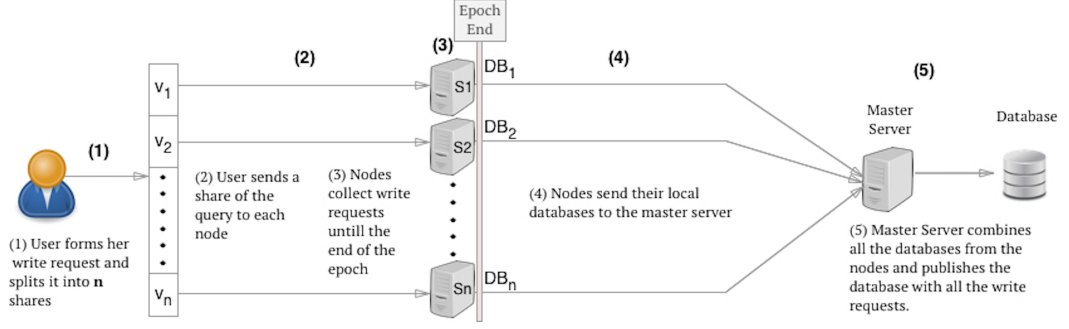 Epoch
End
(1)
(2)
(3)
(4)
(5)
v1
v2
vn
S1
S2
Sn
DB1
DB2
DBn
Master
Server
Database
(1) User forms her
write request and
splits it into n
shares
(2) User sends a
share of the
query to each
node
(3) Nodes
collect write
requests
untill the
end of the
epoch
(4) Nodes send their local
databases to the master server
(5) Master Server combines
all the databases from the
nodes and publishes the
database with all the write
requests.